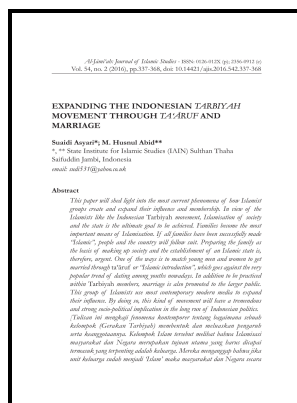 Al-Jāmi‘ah: Journal of Islamic Studies - ISSN: 0126-012X (p); 2356-0912 (e)
Vol. 54, no. 2 (2016), pp.337-368, doi: 10.14421/ajis.2016.542.337-368
EXPANDING THE INDONESIAN TARBIYAH
MOVEMENT THROUGH TA‘ĀRUF AND
MARRIAGE
Suaidi Asyari*; M. Husnul Abid**
*, ** State Institute for Islamic Studies (IAIN) Sulthan Thaha
Saifuddin Jambi, Indonesia
email: sudi531@yahoo.co.uk
Abstract
This paper will shed light into the most current phenomena of how Islamist
groups create and expand their influence and membership. In view of the
Islamists like the Indonesian Tarbiyah movement, Islamisation of society
and the state is the ultimate goal to be achieved. Families become the most
important means of Islamisation. If all families have been successfully made
“Islamic”, people and the country will follow suit. Preparing the family as
the basis of making up society and the establishment of an Islamic state is,
therefore, urgent. One of the ways is to match young men and women to get
married through ta‘āruf or “Islamic introduction”, which goes against the very
popular trend of dating among youths nowadays. In addition to be practiced
within Tarbiyah members, marriage is also promoted to the larger public.
This group of Islamists use most contemporary modern media to expand
their influence. By doing so, this kind of movement will have a tremendous
and strong socio-political implication in the long run of Indonesian politics.
[Tulisan ini mengkaji fenomena kontemporer tentang bagaimana sebuah
kelompok (Gerakan Tarbiyah) membentuk dan meluaskan pengaruh
serta keanggotaannya. Kelompok Islam tersebut melihat bahwa Islamisasi
masyarakat dan Negara merupakan tujuan utama yang harus dicapai
termasuk yang terpenting adalah keluarga. Mereka menganggap bahwa jika
unit keluarga sudah menjadi ‘Islam’ maka masyarakat dan Negara secara